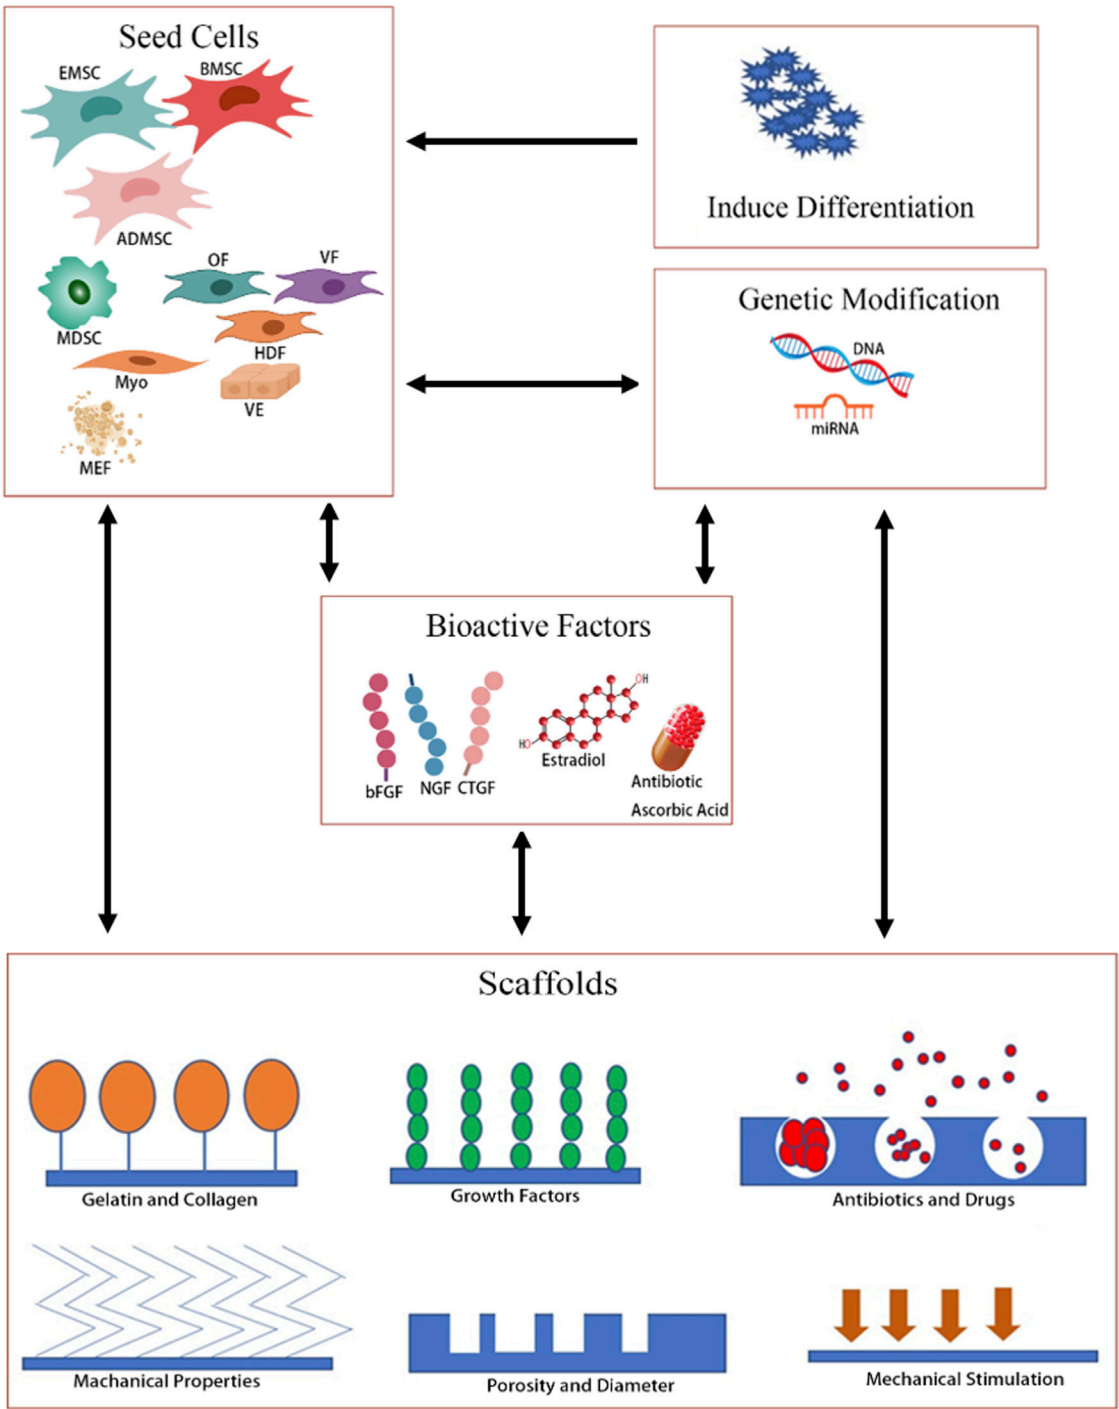 Seed Cells
EMSC
BMSC
ADMSC
OF
VF
MDSC
HDF
Myo
VE
MEF
Induce Differentiation
Genetic Modification
DNA
miRNA
Bioactive Factors
OH
HO
Estradiol
bFGF
NGF
CTGF
Antibiotic
Ascorbic Acid
Scaffolds
Gelatin and Collagen
Growth Factors
Antibiotics and Drugs
Machanical Properties
Porosity and Diameter
Mechanical Stimulation